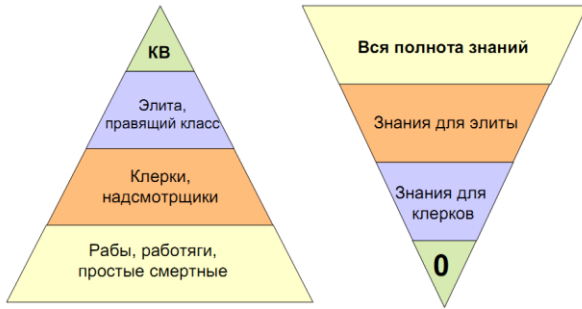 КВ
Элита,
правящий класс
Клерки,
надсмотрщики
Рабы, работяги,
простые смертные
Вся полнота знаний
Знания для элиты
Знания для
клерков
0